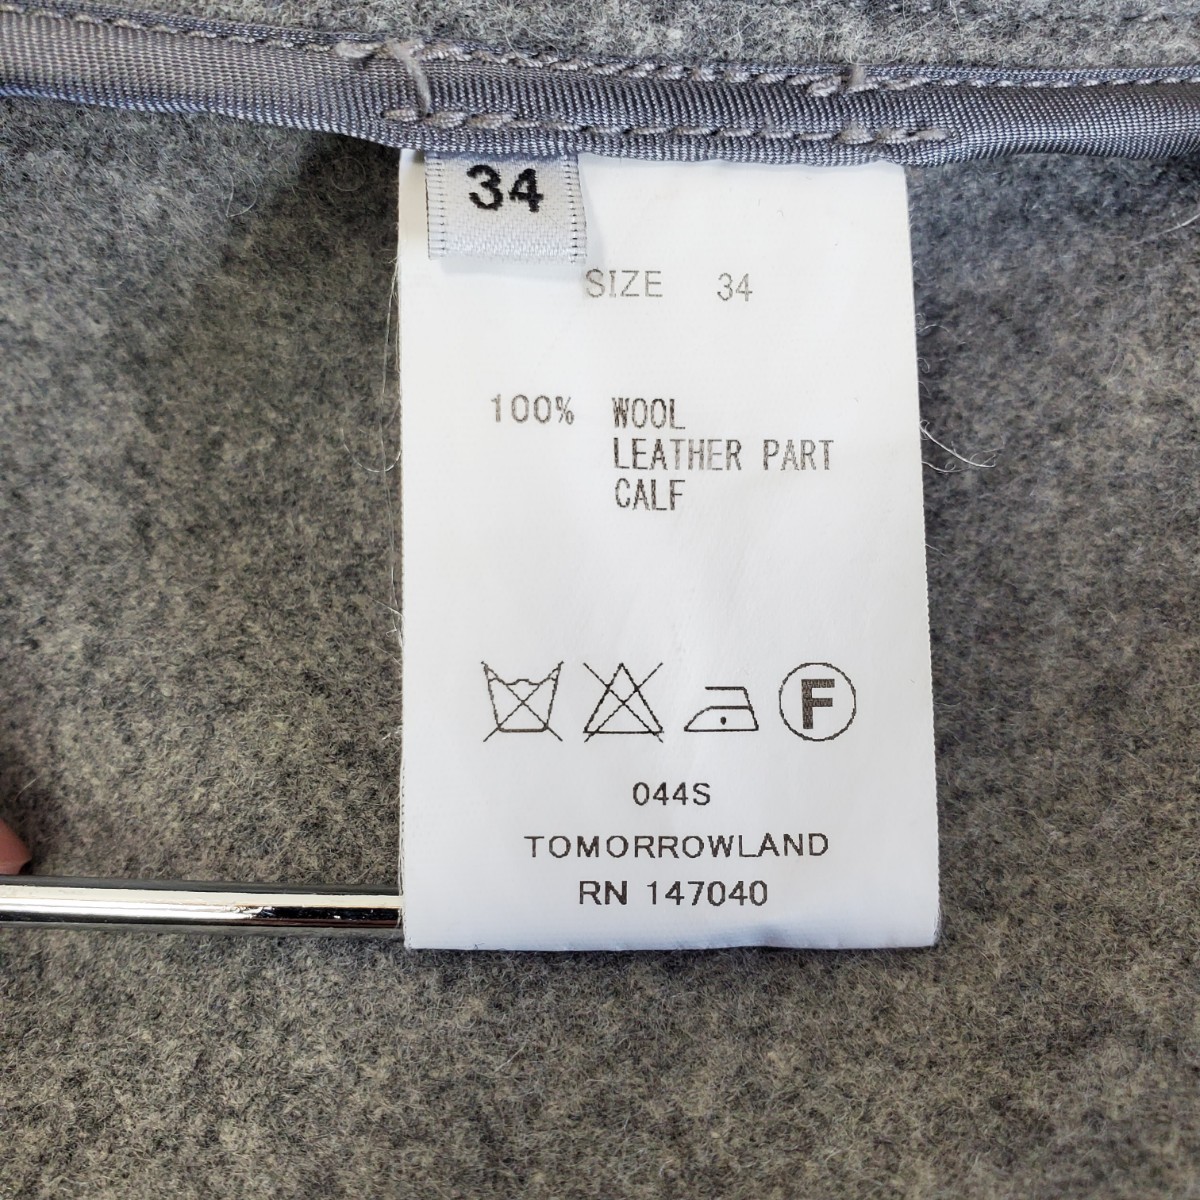 34
SIZE 34
100% WOOL
LEATHER PART
CALF
F
044S
TOMORROWLAND
RN 147040